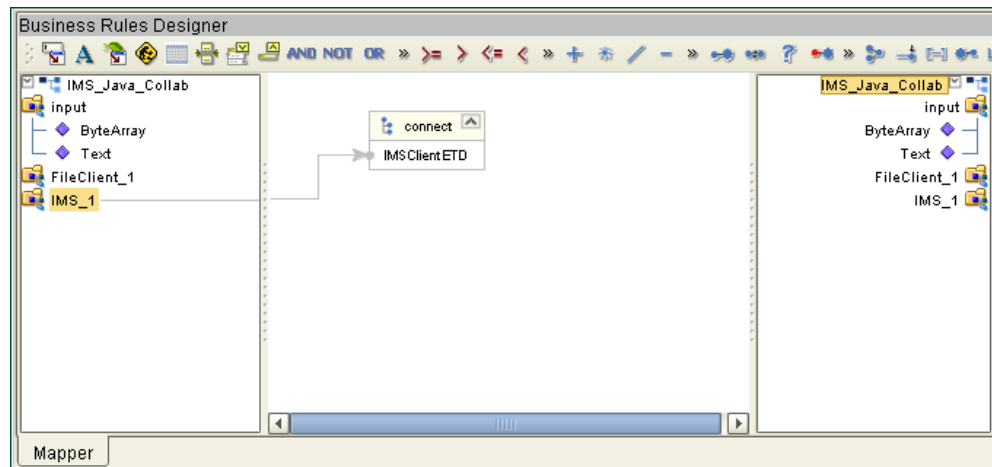 Business Rules Designer
A AND NOT OR » >= > <= < » + * / - » ? »
IMS_Java_Collab
input
ByteArray
Text
FileClient_1
IMS_1
connect
IMSClientETD
IMS_Java_Collab
input
ByteArray
Text
FileClient_1
IMS_1
Mapper